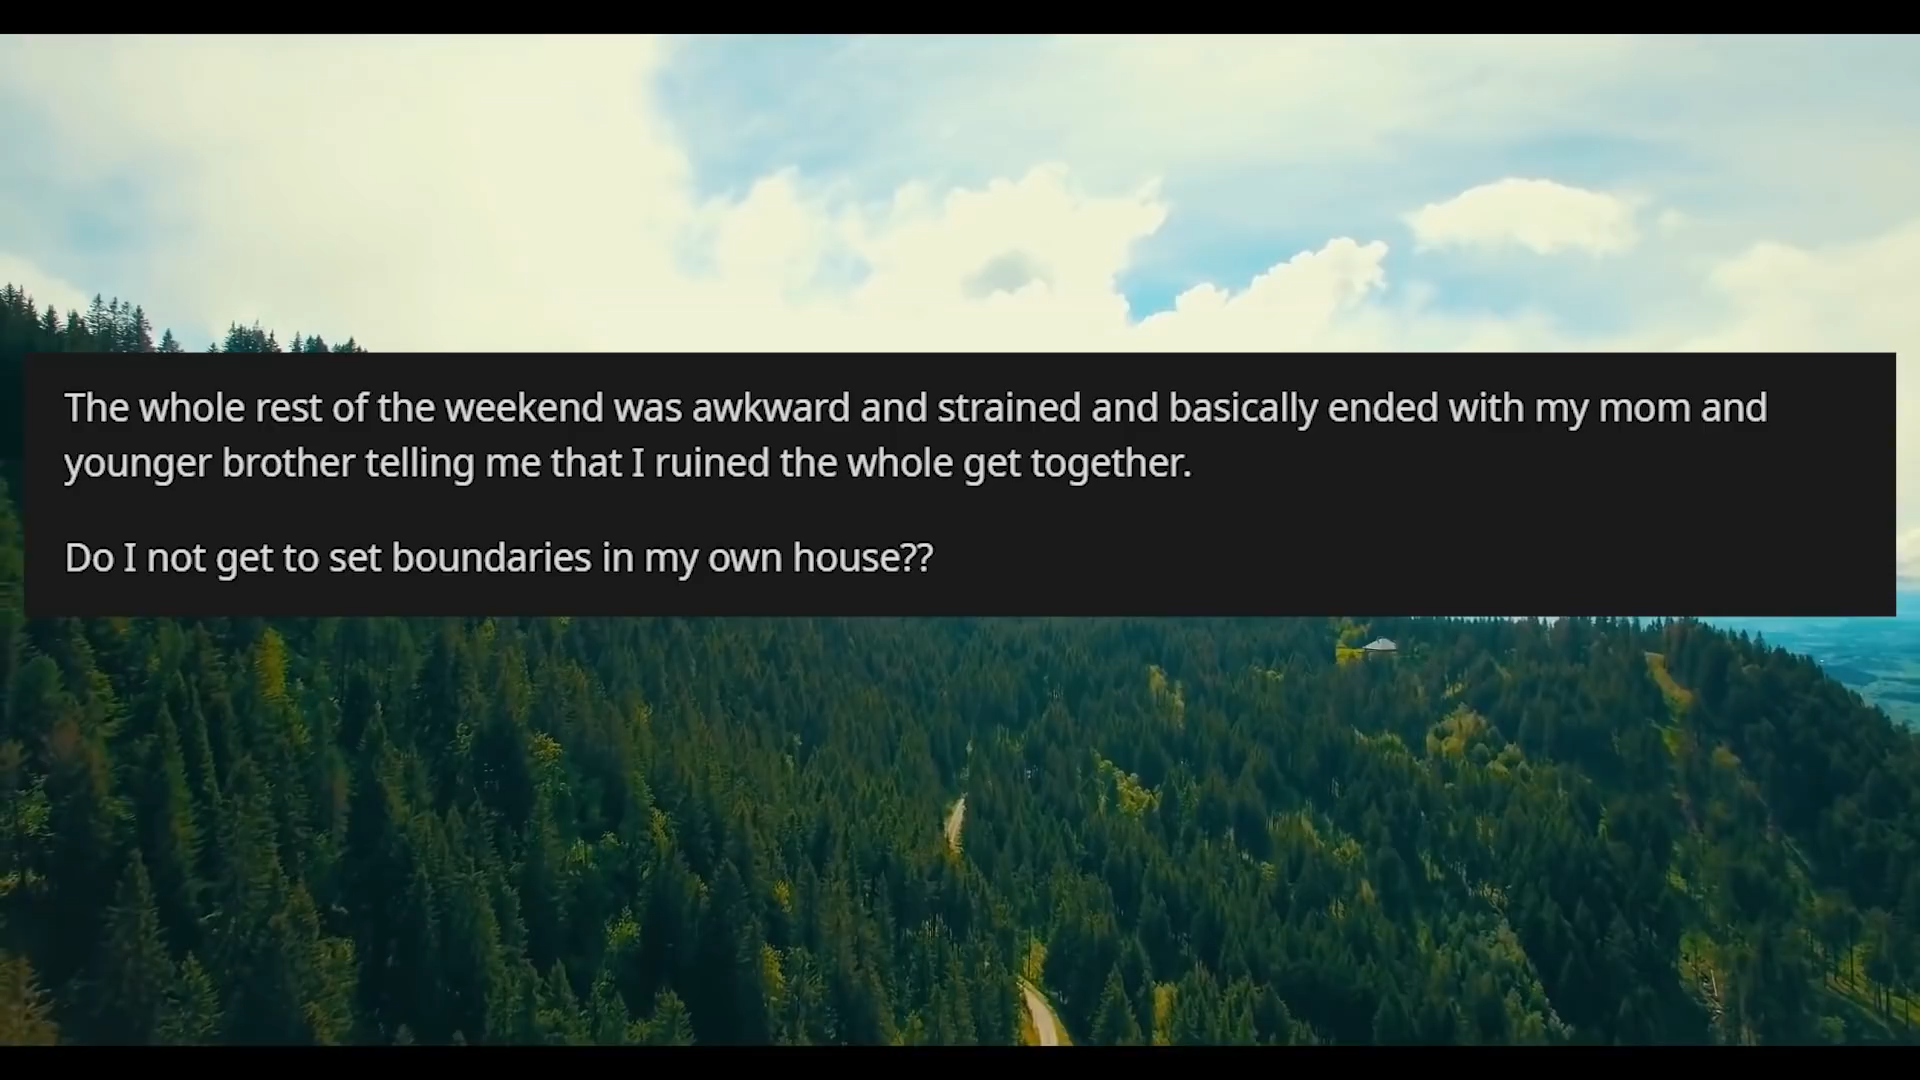 The whole rest of the weekend was awkward and strained and basically ended with my mom and
younger brother telling me that I ruined the whole get together.
Do I not get to set boundaries in my own house??